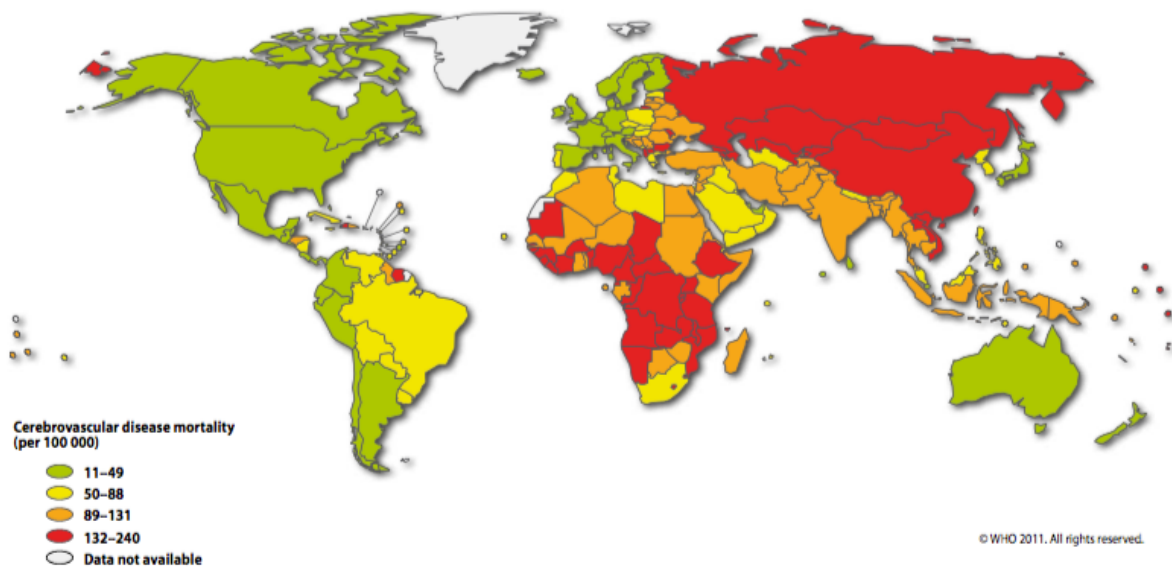 Cerebrovascular disease mortality
(per 100 000)
11–49
50–88
89–131
132–240
Data not available
© WHO 2011. All rights reserved.